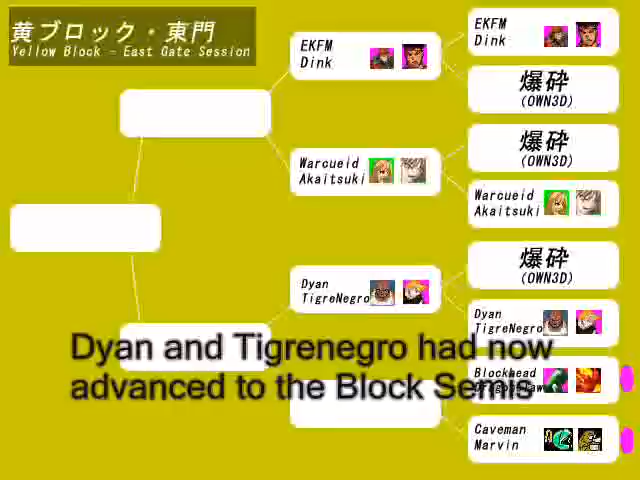 黄ブロック・東門
Yellow Block - East Gate Session
EKFM
Dink
EKFM
Dink
爆砕
(OWN3D)
爆砕
(OWN3D)
Warcueid
Akaitsuki
Warcueid
Akaitsuki
爆砕
(OWN3D)
Dyan
TigreNegro
Dyan
TigreNegro
Dyan and Tigrenegro had now
advanced to the Block Semis
Blockhead
Caveman
Marvin